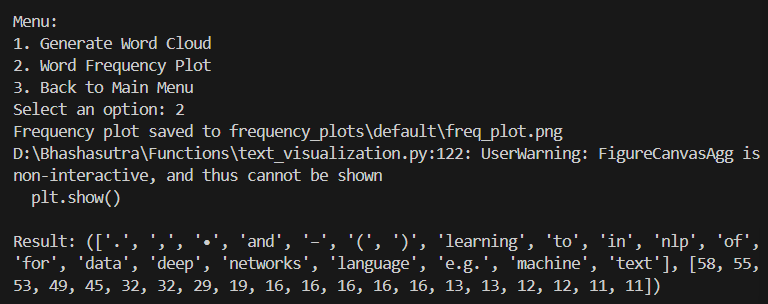 Menu:
1. Generate Word Cloud
2. Word Frequency Plot
3. Back to Main Menu
Select an option: 2
Frequency plot saved to frequency_plots\default\freq_plot.png
D:\Bhashasutra\Functions\text_visualization.py:122: UserWarning: FigureCanvasAgg is
non-interactive, and thus cannot be shown
  plt.show()

Result: (['.', ',', '•', 'and', '–', '(', ')', 'learning', 'to', 'in', 'nlp', 'of',
'for', 'data', 'deep', 'networks', 'language', 'e.g.', 'machine', 'text'], [58, 55,
53, 49, 45, 32, 32, 29, 19, 16, 16, 16, 16, 16, 13, 13, 12, 12, 11, 11])